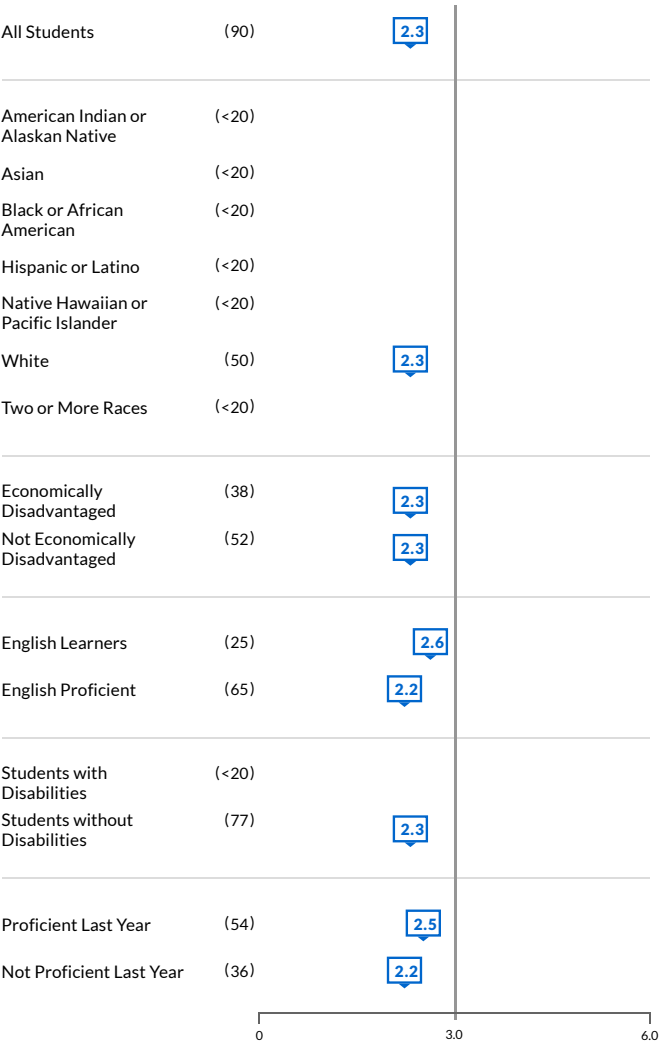 All Students (90) 2.3
American Indian or
Alaskan Native (<20)
Asian (<20)
Black or African
American (<20)
Hispanic or Latino (<20)
Native Hawaiian or
Pacific Islander (<20)
White (50) 2.3
Two or More Races (<20)
Economically
Disadvantaged (38) 2.3
Not Economically
Disadvantaged (52) 2.3
English Learners (25) 2.6
English Proficient (65) 2.2
Students with
Disabilities (<20)
Students without
Disabilities (77) 2.3
Proficient Last Year (54) 2.5
Not Proficient Last Year (36) 2.2
0 3.0 6.0